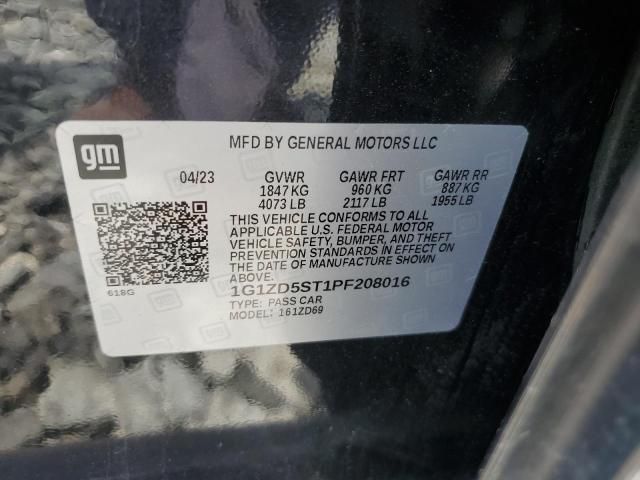 gm
MFD BY GENERAL MOTORS LLC
04/23 GVWR GAWR FRT GAWR RR
1847 KG 960 KG 887 KG
4073 LB 2117 LB 1955 LB
THIS VEHICLE CONFORMS TO ALL
APPLICABLE U.S. FEDERAL MOTOR
VEHICLE SAFETY, BUMPER, AND THEFT
PREVENTION STANDARDS IN EFFECT ON
THE DATE OF MANUFACTURE SHOWN
ABOVE.
618G
1G1ZD5ST1PF208016
TYPE: PASS CAR
MODEL: 161ZD69